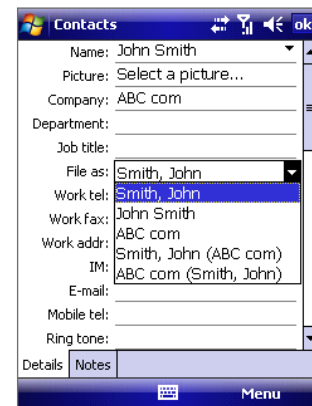 Contacts ok
Name: John Smith
Picture: Select a picture...
Company: ABC com
Department:
Job title:
File as: Smith, John
Work tel: Smith, John
Work fax: John Smith
Work addr: ABC com
Smith, John (ABC com)
IM: ABC com (Smith, John)
E-mail:
Mobile tel:
Ring tone:
Details Notes
Menu